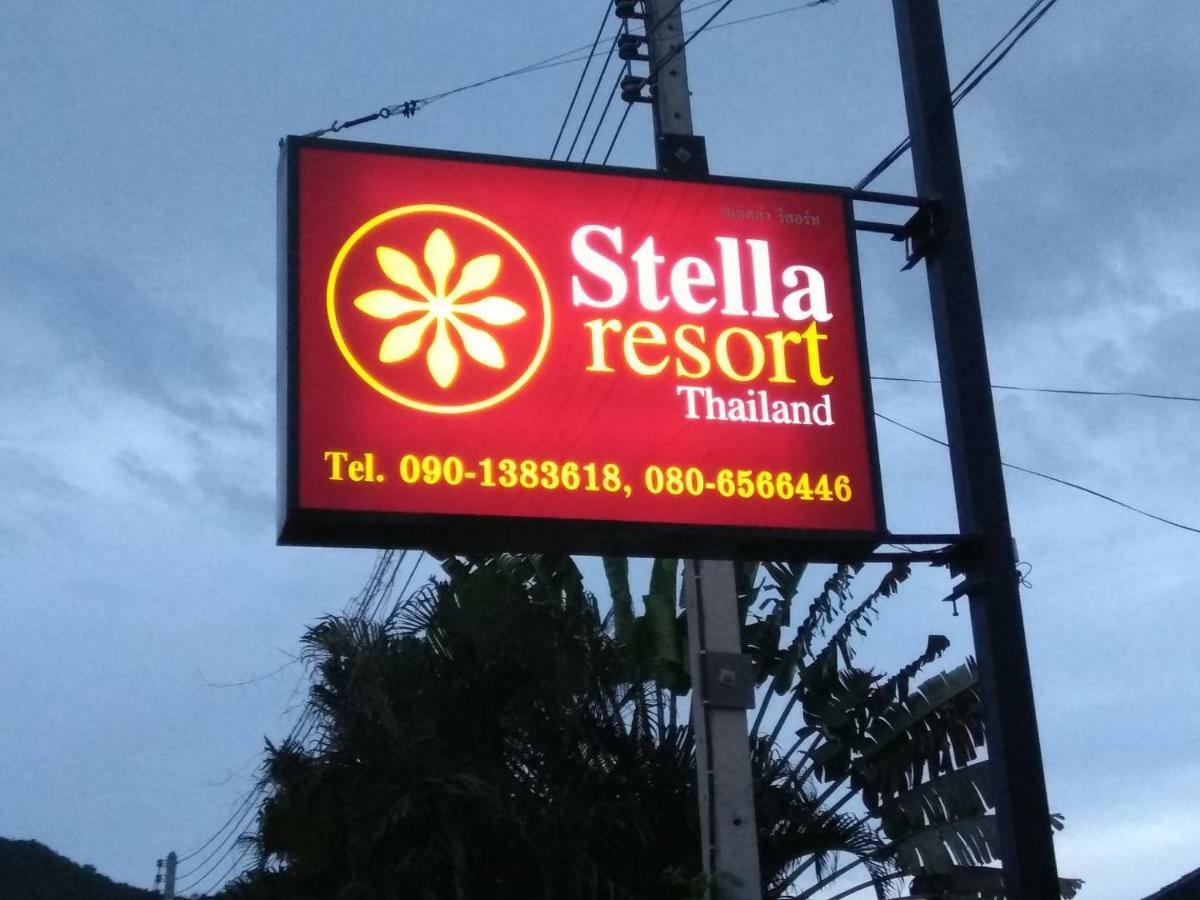 สเตลล่า รีสอร์ท
Stella
resort
Thailand
Tel. 090-1383618, 080-6566446